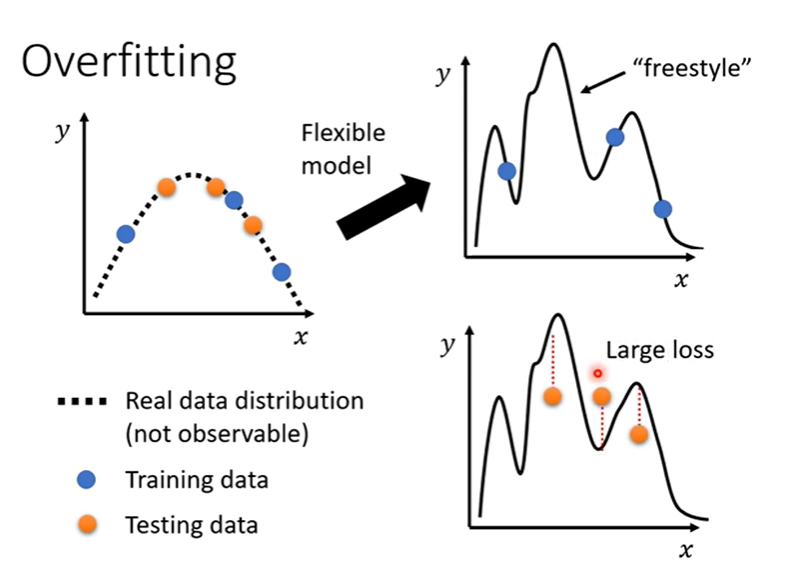 Overfitting
y
x
Flexible
model
y
"freestyle"
x
y
Large loss
x
Real data distribution
(not observable)
Training data
Testing data